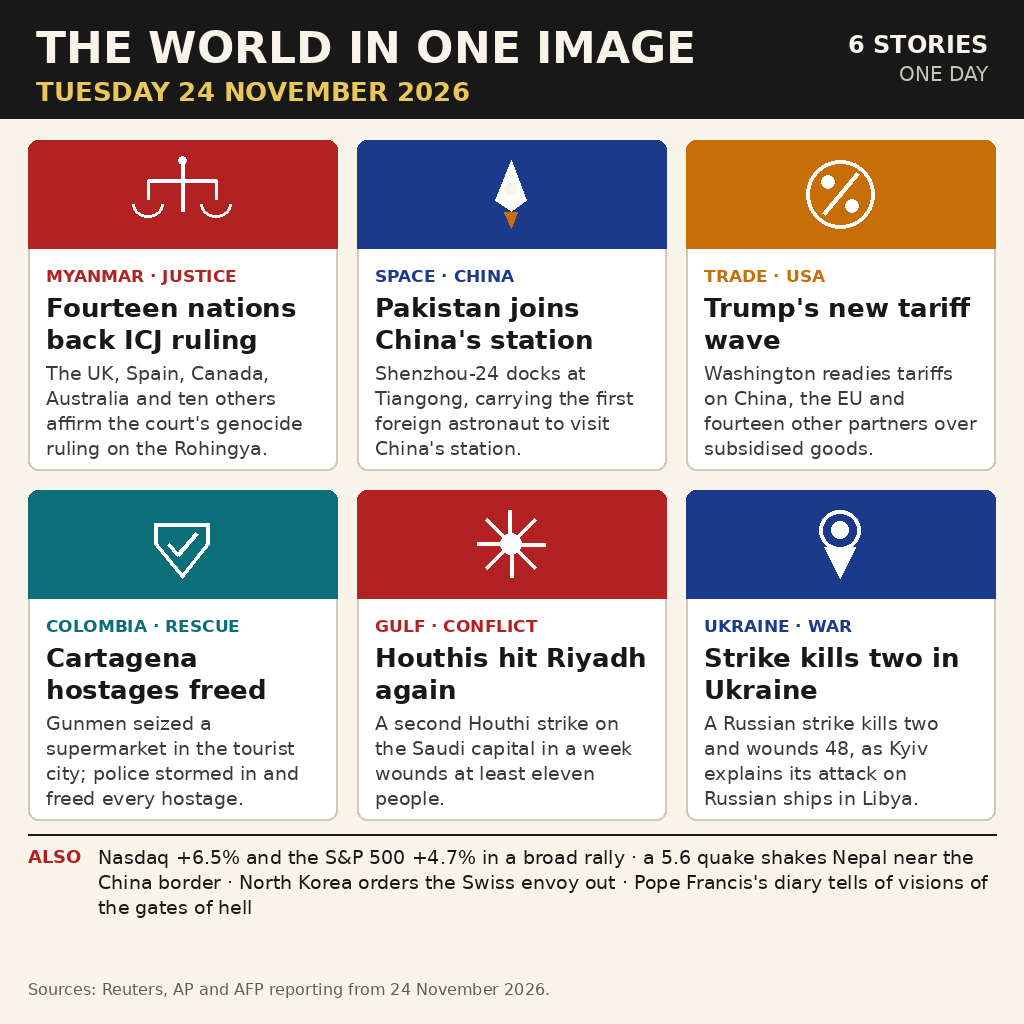 THE WORLD IN ONE IMAGE
TUESDAY 24 NOVEMBER 2026
6 STORIES
ONE DAY
MYANMAR · JUSTICE
Fourteen nations
back ICJ ruling
The UK, Spain, Canada,
Australia and ten others
affirm the court's genocide
ruling on the Rohingya.
SPACE · CHINA
Pakistan joins
China's station
Shenzhou-24 docks at
Tiangong, carrying the first
foreign astronaut to visit
China's station.
TRADE · USA
Trump's new tariff
wave
Washington readies tariffs
on China, the EU and
fourteen other partners over
subsidised goods.
COLOMBIA · RESCUE
Cartagena
hostages freed
Gunmen seized a
supermarket in the tourist
city; police stormed in and
freed every hostage.
GULF · CONFLICT
Houthis hit Riyadh
again
A second Houthi strike on
the Saudi capital in a week
wounds at least eleven
people.
UKRAINE · WAR
Strike kills two in
Ukraine
A Russian strike kills two
and wounds 48, as Kyiv
explains its attack on
Russian ships in Libya.
ALSO
Nasdaq +6.5% and the S&P 500 +4.7% in a broad rally · a 5.6 quake shakes Nepal near the
China border · North Korea orders the Swiss envoy out · Pope Francis's diary tells of visions of
the gates of hell
Sources: Reuters, AP and AFP reporting from 24 November 2026.